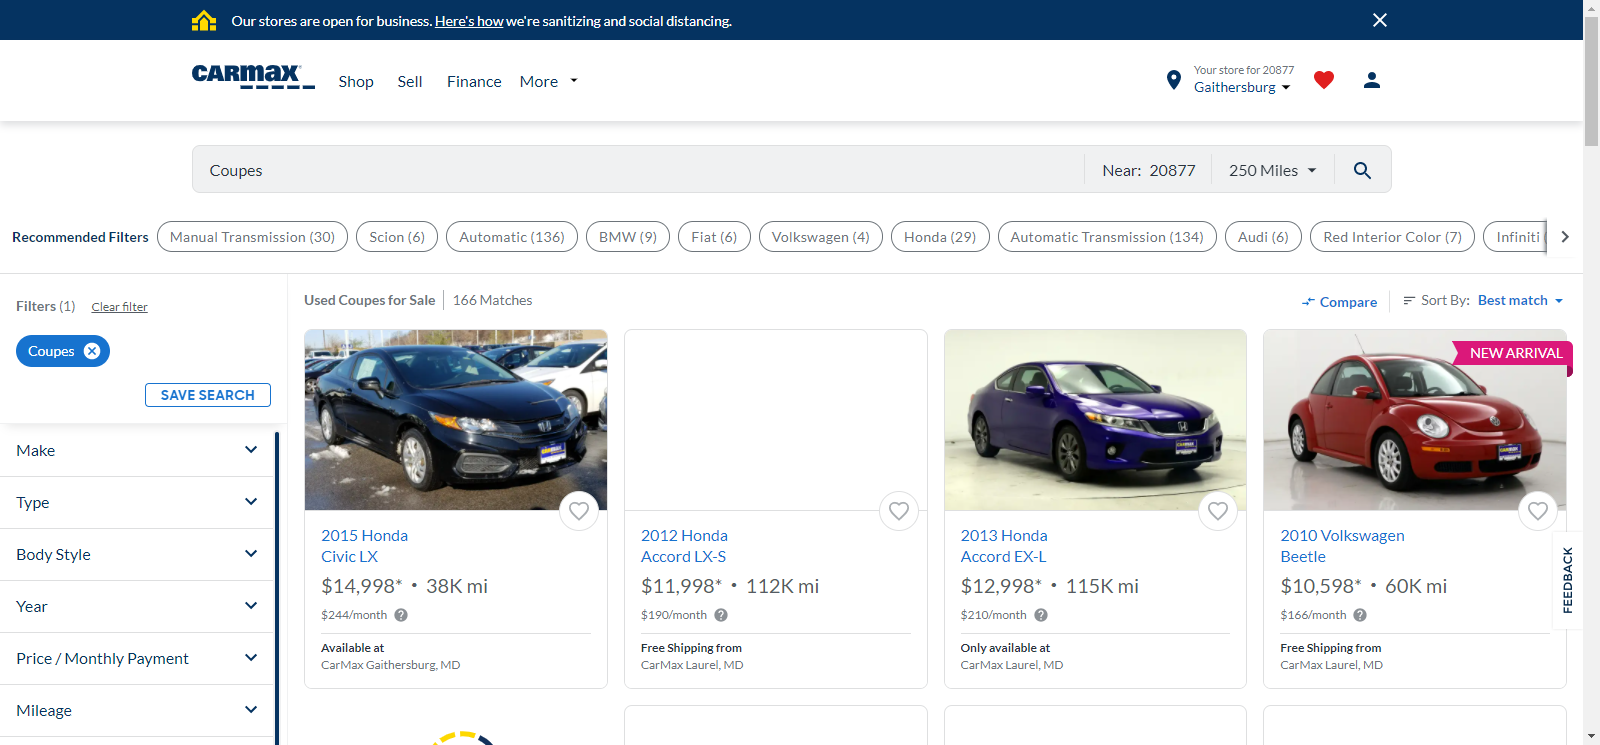 Our stores are open for business. Here's how we're sanitizing and social distancing.
CARMAX
Shop
Sell
Finance
More
Your store for 20877
Gaithersburg
Coupes
Near: 20877
250 Miles
Recommended Filters
Manual Transmission (30)
Scion (6)
Automatic (136)
BMW (9)
Fiat (6)
Volkswagen (4)
Honda (29)
Automatic Transmission (134)
Audi (6)
Red Interior Color (7)
Infiniti
Filters (1)
Clear filter
Coupes
SAVE SEARCH
Make
Type
Body Style
Year
Price / Monthly Payment
Mileage
Used Coupes for Sale
166 Matches
Compare
Sort By: Best match
2015 Honda
Civic LX
$14,998* • 38K mi
$244/month
Available at
CarMax Gaithersburg, MD
2012 Honda
Accord LX-S
$11,998* • 112K mi
$190/month
Free Shipping from
CarMax Laurel, MD
CARMAX
2013 Honda
Accord EX-L
$12,998* • 115K mi
$210/month
Only available at
CarMax Laurel, MD
NEW ARRIVAL
CARMAX
2010 Volkswagen
Beetle
$10,598* • 60K mi
$166/month
Free Shipping from
CarMax Laurel, MD
FEEDBACK